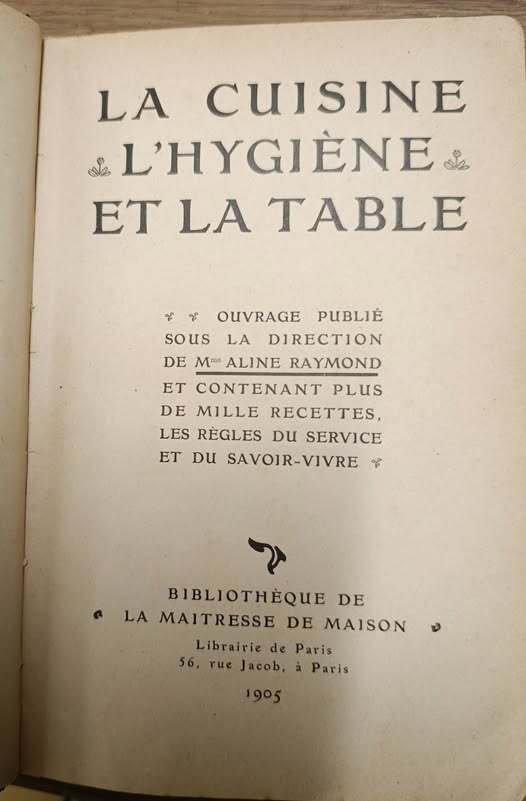 LA CUISINE
L'HYGIÈNE
ET LA TABLE
OUVRAGE PUBLIÉ
SOUS LA DIRECTION
DE Mme ALINE RAYMOND
ET CONTENANT PLUS
DE MILLE RECETTES,
LES RÈGLES DU SERVICE
ET DU SAVOIR-VIVRE
BIBLIOTHÈQUE DE
LA MAITRESSE DE MAISON
Librairie de Paris
56, rue Jacob, à Paris
1905